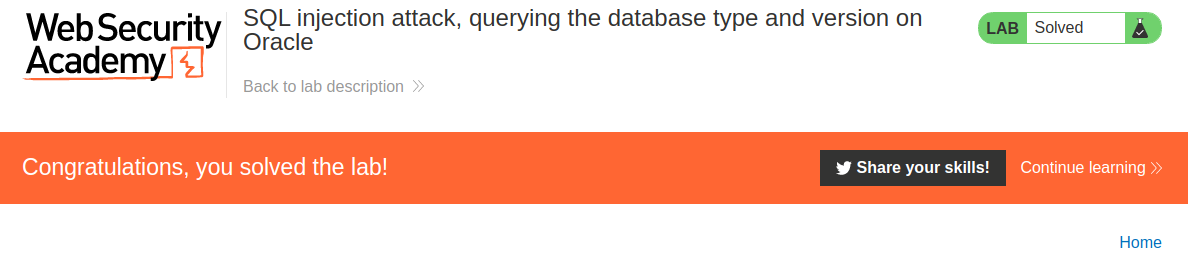 Web Security
Academy
SQL injection attack, querying the database type and version on
Oracle
Back to lab description
LAB Solved
Congratulations, you solved the lab!
Share your skills!
Continue learning
Home